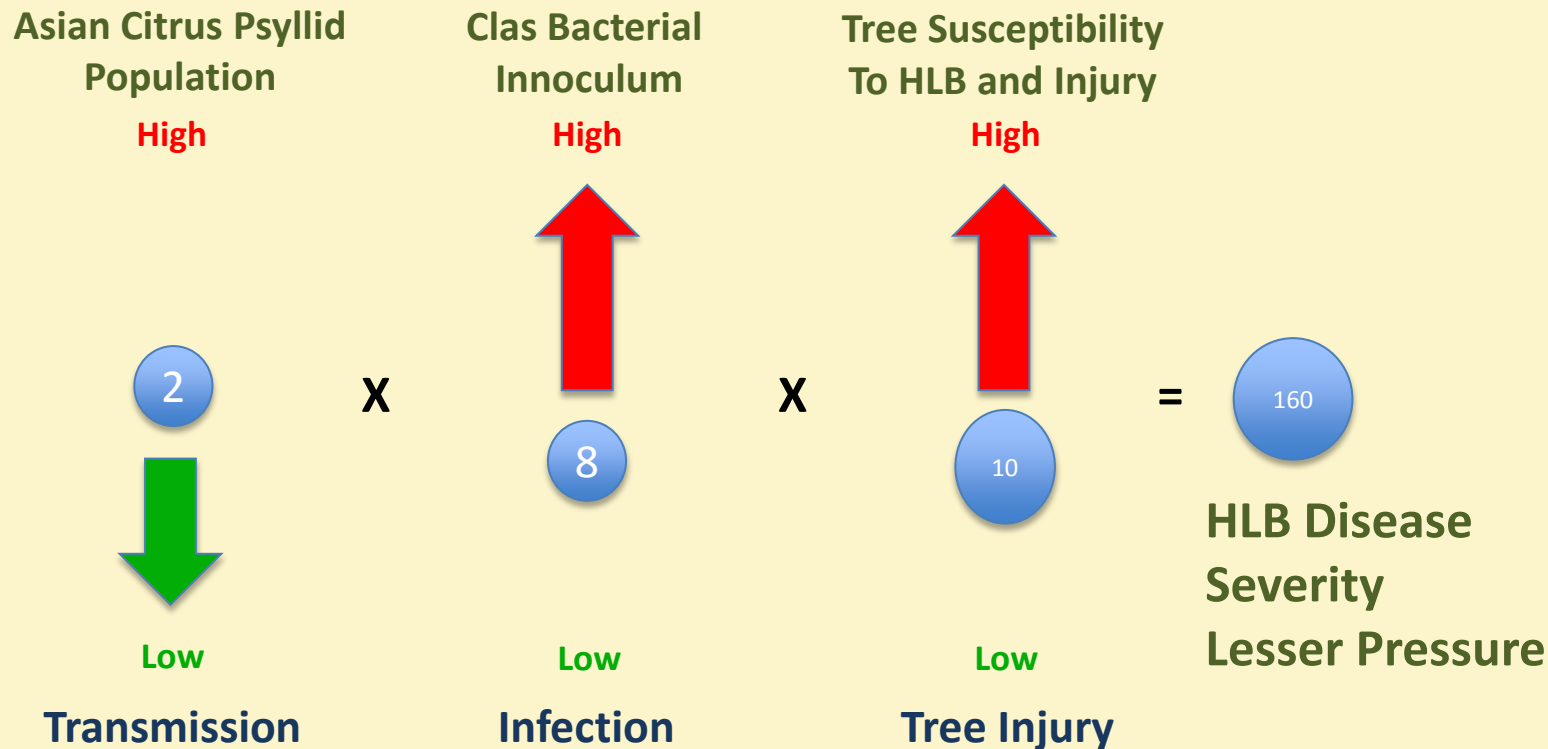 Asian Citrus Psyllid
Population
High
Clas Bacterial
Innoculum
High
Tree Susceptibility
To HLB and Injury
High
2
X
8
X
10
=
160
HLB Disease
Severity
Lesser Pressure
Low
Low
Low
Transmission
Infection
Tree Injury